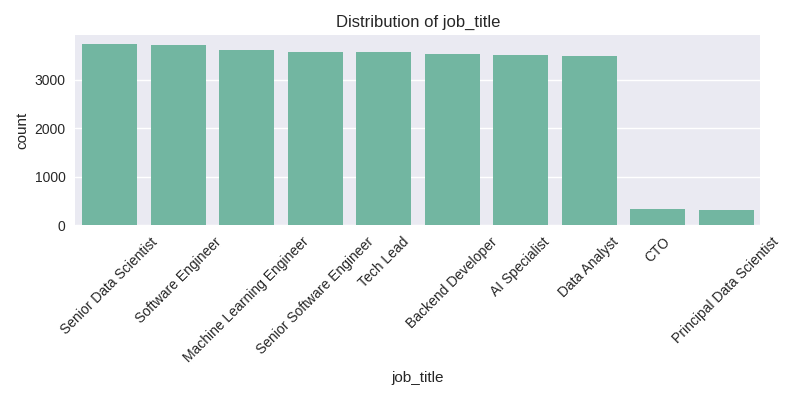 Distribution of job_title
count
3000
2000
1000
0
Senior Data Scientist
Software Engineer
Machine Learning Engineer
Senior Software Engineer
Tech Lead
Backend Developer
AI Specialist
Data Analyst
CTO
Principal Data Scientist
job_title